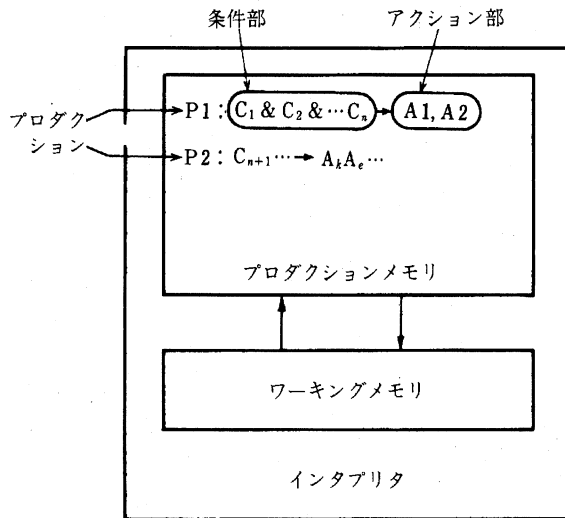 条件部
アクション部
プロダクション
P1: C₁ & C₂ & … Cₙ → A1, A2
P2: Cₙ₊₁ … → AₖAₑ …
プロダクションメモリ
ワーキングメモリ
インタプリタ